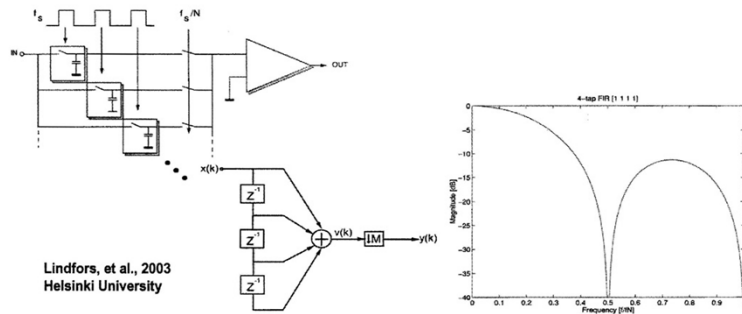 fs
fs/N
IN
OUT
x(k)
z⁻¹
z⁻¹
z⁻¹
+
v(k)
↓M
y(k)
Lindfors, et al., 2003
Helsinki University
4-tap FIR [1 1 1 1]
Magnitude [dB]
0
-5
-10
-15
-20
-25
-30
-35
-40
0
0.1
0.2
0.3
0.4
0.5
0.6
0.7
0.8
0.9
Frequency [f/fN]